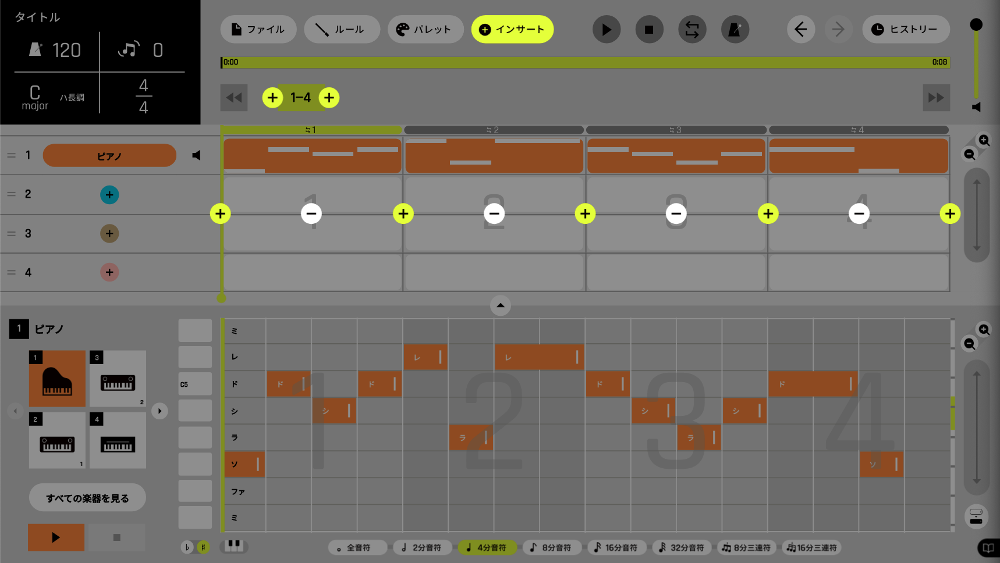 タイトル
120
0
C
major
ハ長調
4
4
ファイル
ルール
パレット
インサート
ヒストリー
0:00
0:08
1–4
1
2
3
4
1
ピアノ
2
3
4
1
2
3
4
1
ピアノ
1
3
2
2
1
4
すべての楽器を見る
C5
ミ
レ
レ
レ
ド
ド
ド
ド
ド
シ
シ
シ
シ
ラ
ラ
ラ
ソ
ソ
ファ
ミ
1
2
3
4
♭
♯
全音符
2分音符
4分音符
8分音符
16分音符
32分音符
8分三連符
16分三連符